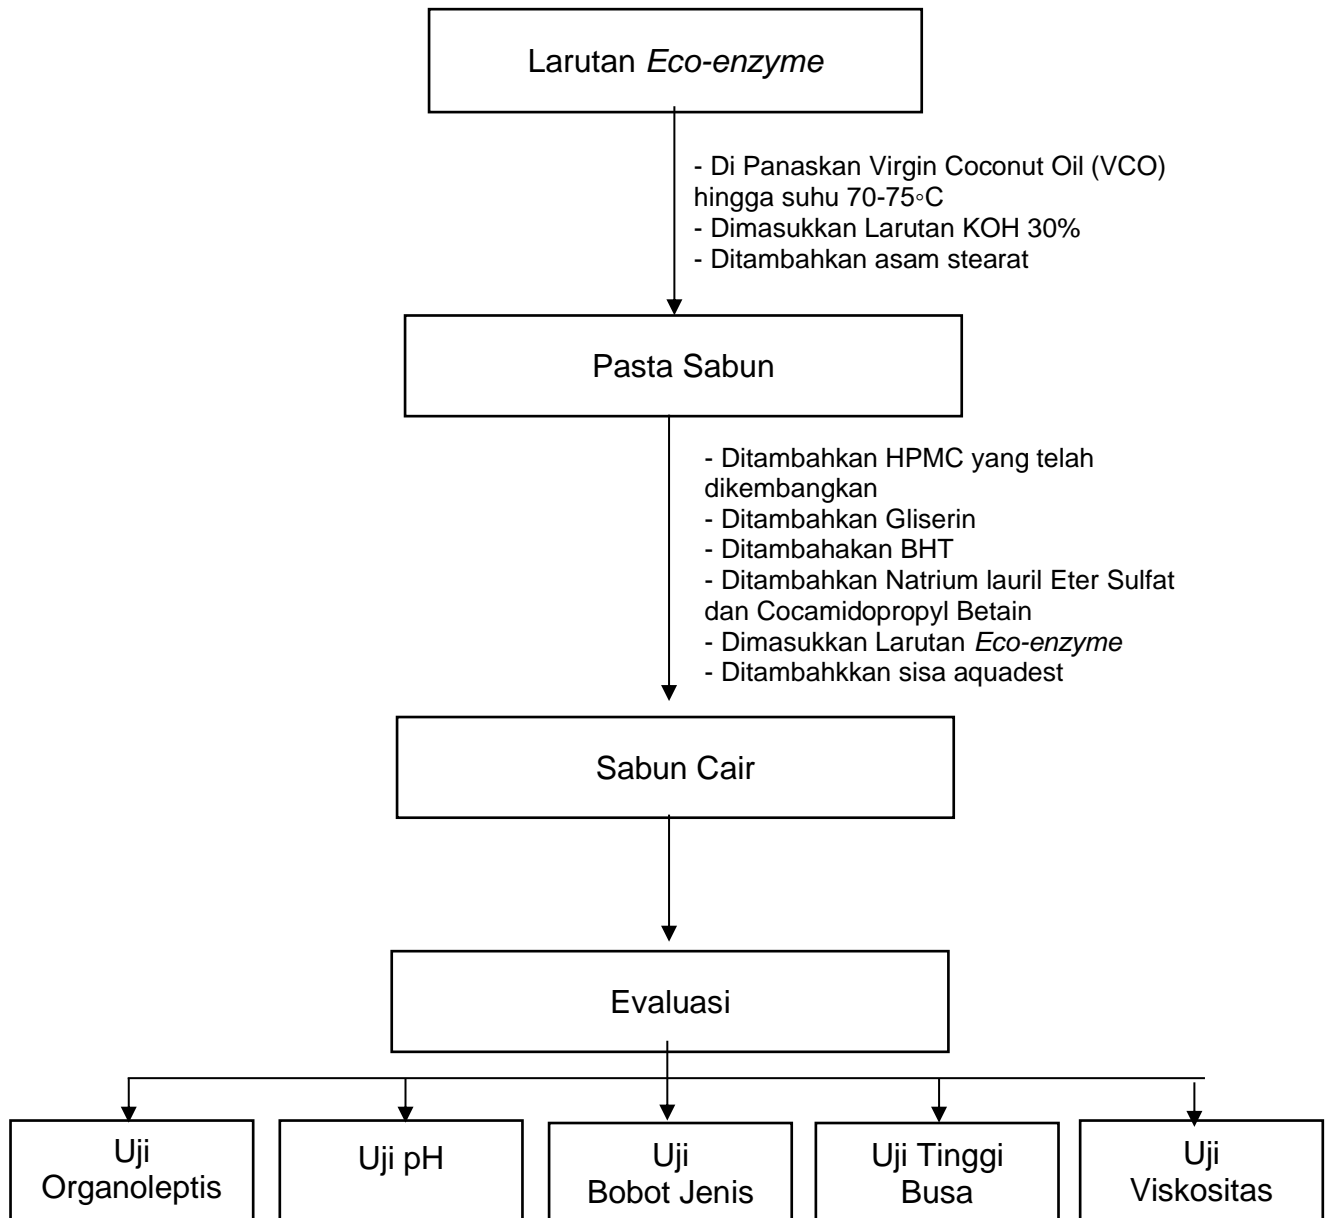 Larutan Eco-enzyme
- Di Panaskan Virgin Coconut Oil (VCO)
hingga suhu 70-75◦C
- Dimasukkan Larutan KOH 30%
- Ditambahkan asam stearat
Pasta Sabun
- Ditambahkan HPMC yang telah
dikembangkan
- Ditambahkan Gliserin
- Ditambahakan BHT
- Ditambahkan Natrium lauril Eter Sulfat
dan Cocamidopropyl Betain
- Dimasukkan Larutan Eco-enzyme
- Ditambahkkan sisa aquadest
Sabun Cair
Evaluasi
Uji
Organoleptis
Uji pH
Uji
Bobot Jenis
Uji Tinggi
Busa
Uji
Viskositas